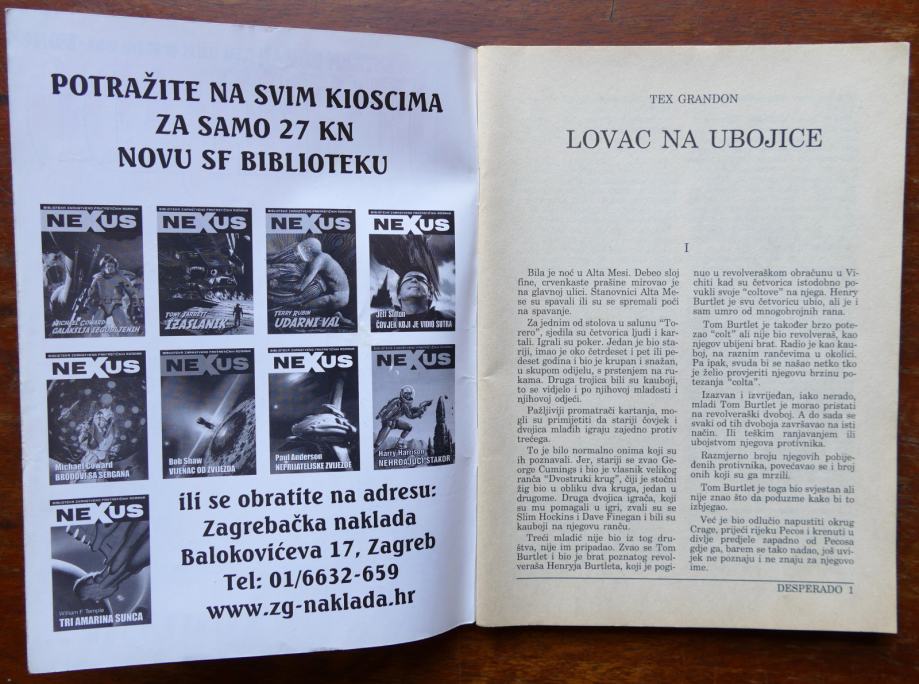 POTRAŽITE NA SVIM KIOSCIMA
ZA SAMO 27 KN
NOVU SF BIBLIOTEKU
NEXUS
MICHAEL COWARD
GALAKSIJA IZGUBLJENIH
NEXUS
TONY JARRETT
IZASLANIK
NEXUS
TERRY RUBIN
UDARNI VAL
NEXUS
Jeff Sutton
ČOVJEK KOJI JE VIDIO SUTRA
NEXUS
Michael Coward
BRODOVI SA SERGANA
NEXUS
Bob Shaw
VIJENAC OD ZVIJEZDA
NEXUS
Poul Anderson
NEPRIJATELJSKE ZVIJEZDE
NEXUS
Harry Harrison
NEHRĐAJUĆI ŠTAKOR
NEXUS
William F. Temple
TRI AMARINA SUNCA
ili se obratite na adresu:
Zagrebačka naklada
Balokovićeva 17, Zagreb
Tel: 01/6632-659
www.zg-naklada.hr
TEX GRANDON
LOVAC NA UBOJICE
I
Bila je noć u Alta Mesi. Debeo sloj
fine, crvenkaste prašine mirovao je
na glavnoj ulici. Stanovnici Alta Me-
se su spavali ili su se spremali poći
na spavanje.
Za jednim od stolova u salunu “To-
rero”, sjedila su četvorica ljudi i kar-
tali. Igrali su poker. Jedan je bio sta-
riji, imao je oko četrdeset i pet ili pe-
deset godina i bio je krupan i snažan,
u skupom odijelu, s prstenjem na ru-
kama. Druga trojica bili su kauboji,
to se vidjelo i po njihovoj mladosti i
njihovoj odjeći.
Pažljiviji promatrači kartanja, mo-
gli su primijetiti da stariji čovjek i
dvojica mlađih igraju zajedno protiv
trećega.
To je bilo normalno onima koji su
ih poznavali. Jer, stariji se zvao Ge-
orge Cumings i bio je vlasnik velikog
ranča “Dvostruki krug”, čiji je stočni
žig bio u obliku dva kruga, jedan u
drugome. Druga dvojica igrača, koji
su mu pomagali u igri, zvali su se
Slim Hockins i Dave Finegan i bili su
kauboji na njegovu ranču.
Treći mladić nije bio iz tog dru-
štva, nije im pripadao. Zvao se Tom
Burtlet i bio je brat poznatog revol-
veraša Henryja Burtleta, koji je pogi-
nuo u revolveraškom obračunu u Vi-
chiti kad su četvorica istodobno po-
vukli svoje “coltove” na njega. Henry
Burtlet je svu četvoricu ubio, ali je i
sam umro od mnogobrojnih rana.
Tom Burtlet je također brzo pote-
zao “colt” ali nije bio revolveraš, kao
njegov ubijeni brat. Radio je kao kau-
boj, na raznim rančevima u okolici.
Pa ipak, svuda bi se našao netko tko
je želio provjeriti njegovu brzinu po-
tezanja “colta”.
Izazvan i izvrijeđan, iako nerado,
mladi Tom Burtlet je morao pristati
na revolveraški dvoboj. A do sada se
svaki od tih dvoboja završavao na isti
način. Ili teškim ranjavanjem ili
ubojstvom njegova protivnika.
Razmjerno broju njegovih pobije-
đenih protivnika, povećavao se i broj
onih koji su ga mrzili.
Tom Burtlet je toga bio svjestan ali
nije znao što da poduzme kako bi to
izbjegao.
Već je bio odlučio napustiti okrug
Crago, prijeći rijeku Pecos i krenuti u
divlje predjele zapadno od Pecosa
gdje ga, barem se tako nadao, još uvi-
jek ne poznaju i ne znaju za njegovo
ime.
DESPERADO 1